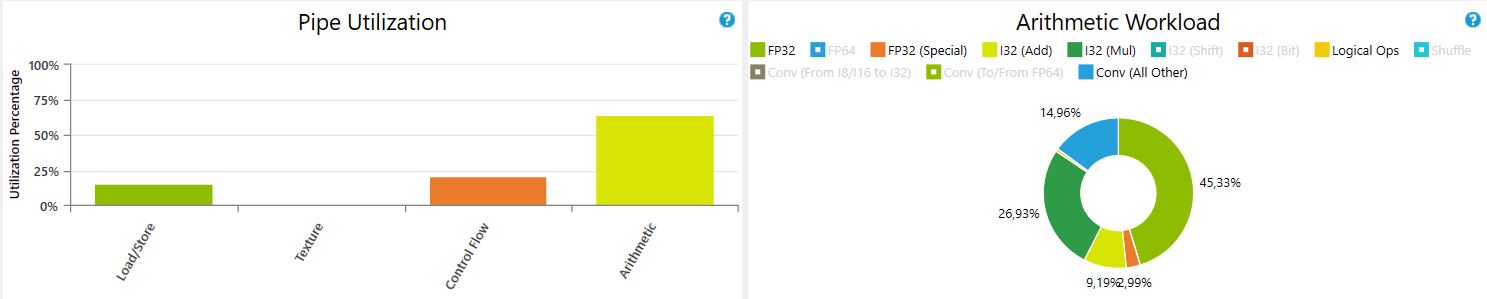 Pipe Utilization
?
Utilization Percentage
100%
75%
50%
25%
0%
Load/Store
Texture
Control Flow
Arithmetic
Arithmetic Workload
?
FP32 FP64 FP32 (Special) I32 (Add) I32 (Mul) I32 (Shift) I32 (Bit) Logical Ops Shuffle
Conv (From I8/I16 to I32) Conv (To/From FP64) Conv (All Other)
14,96%
45,33%
26,93%
9,19%
2,99%